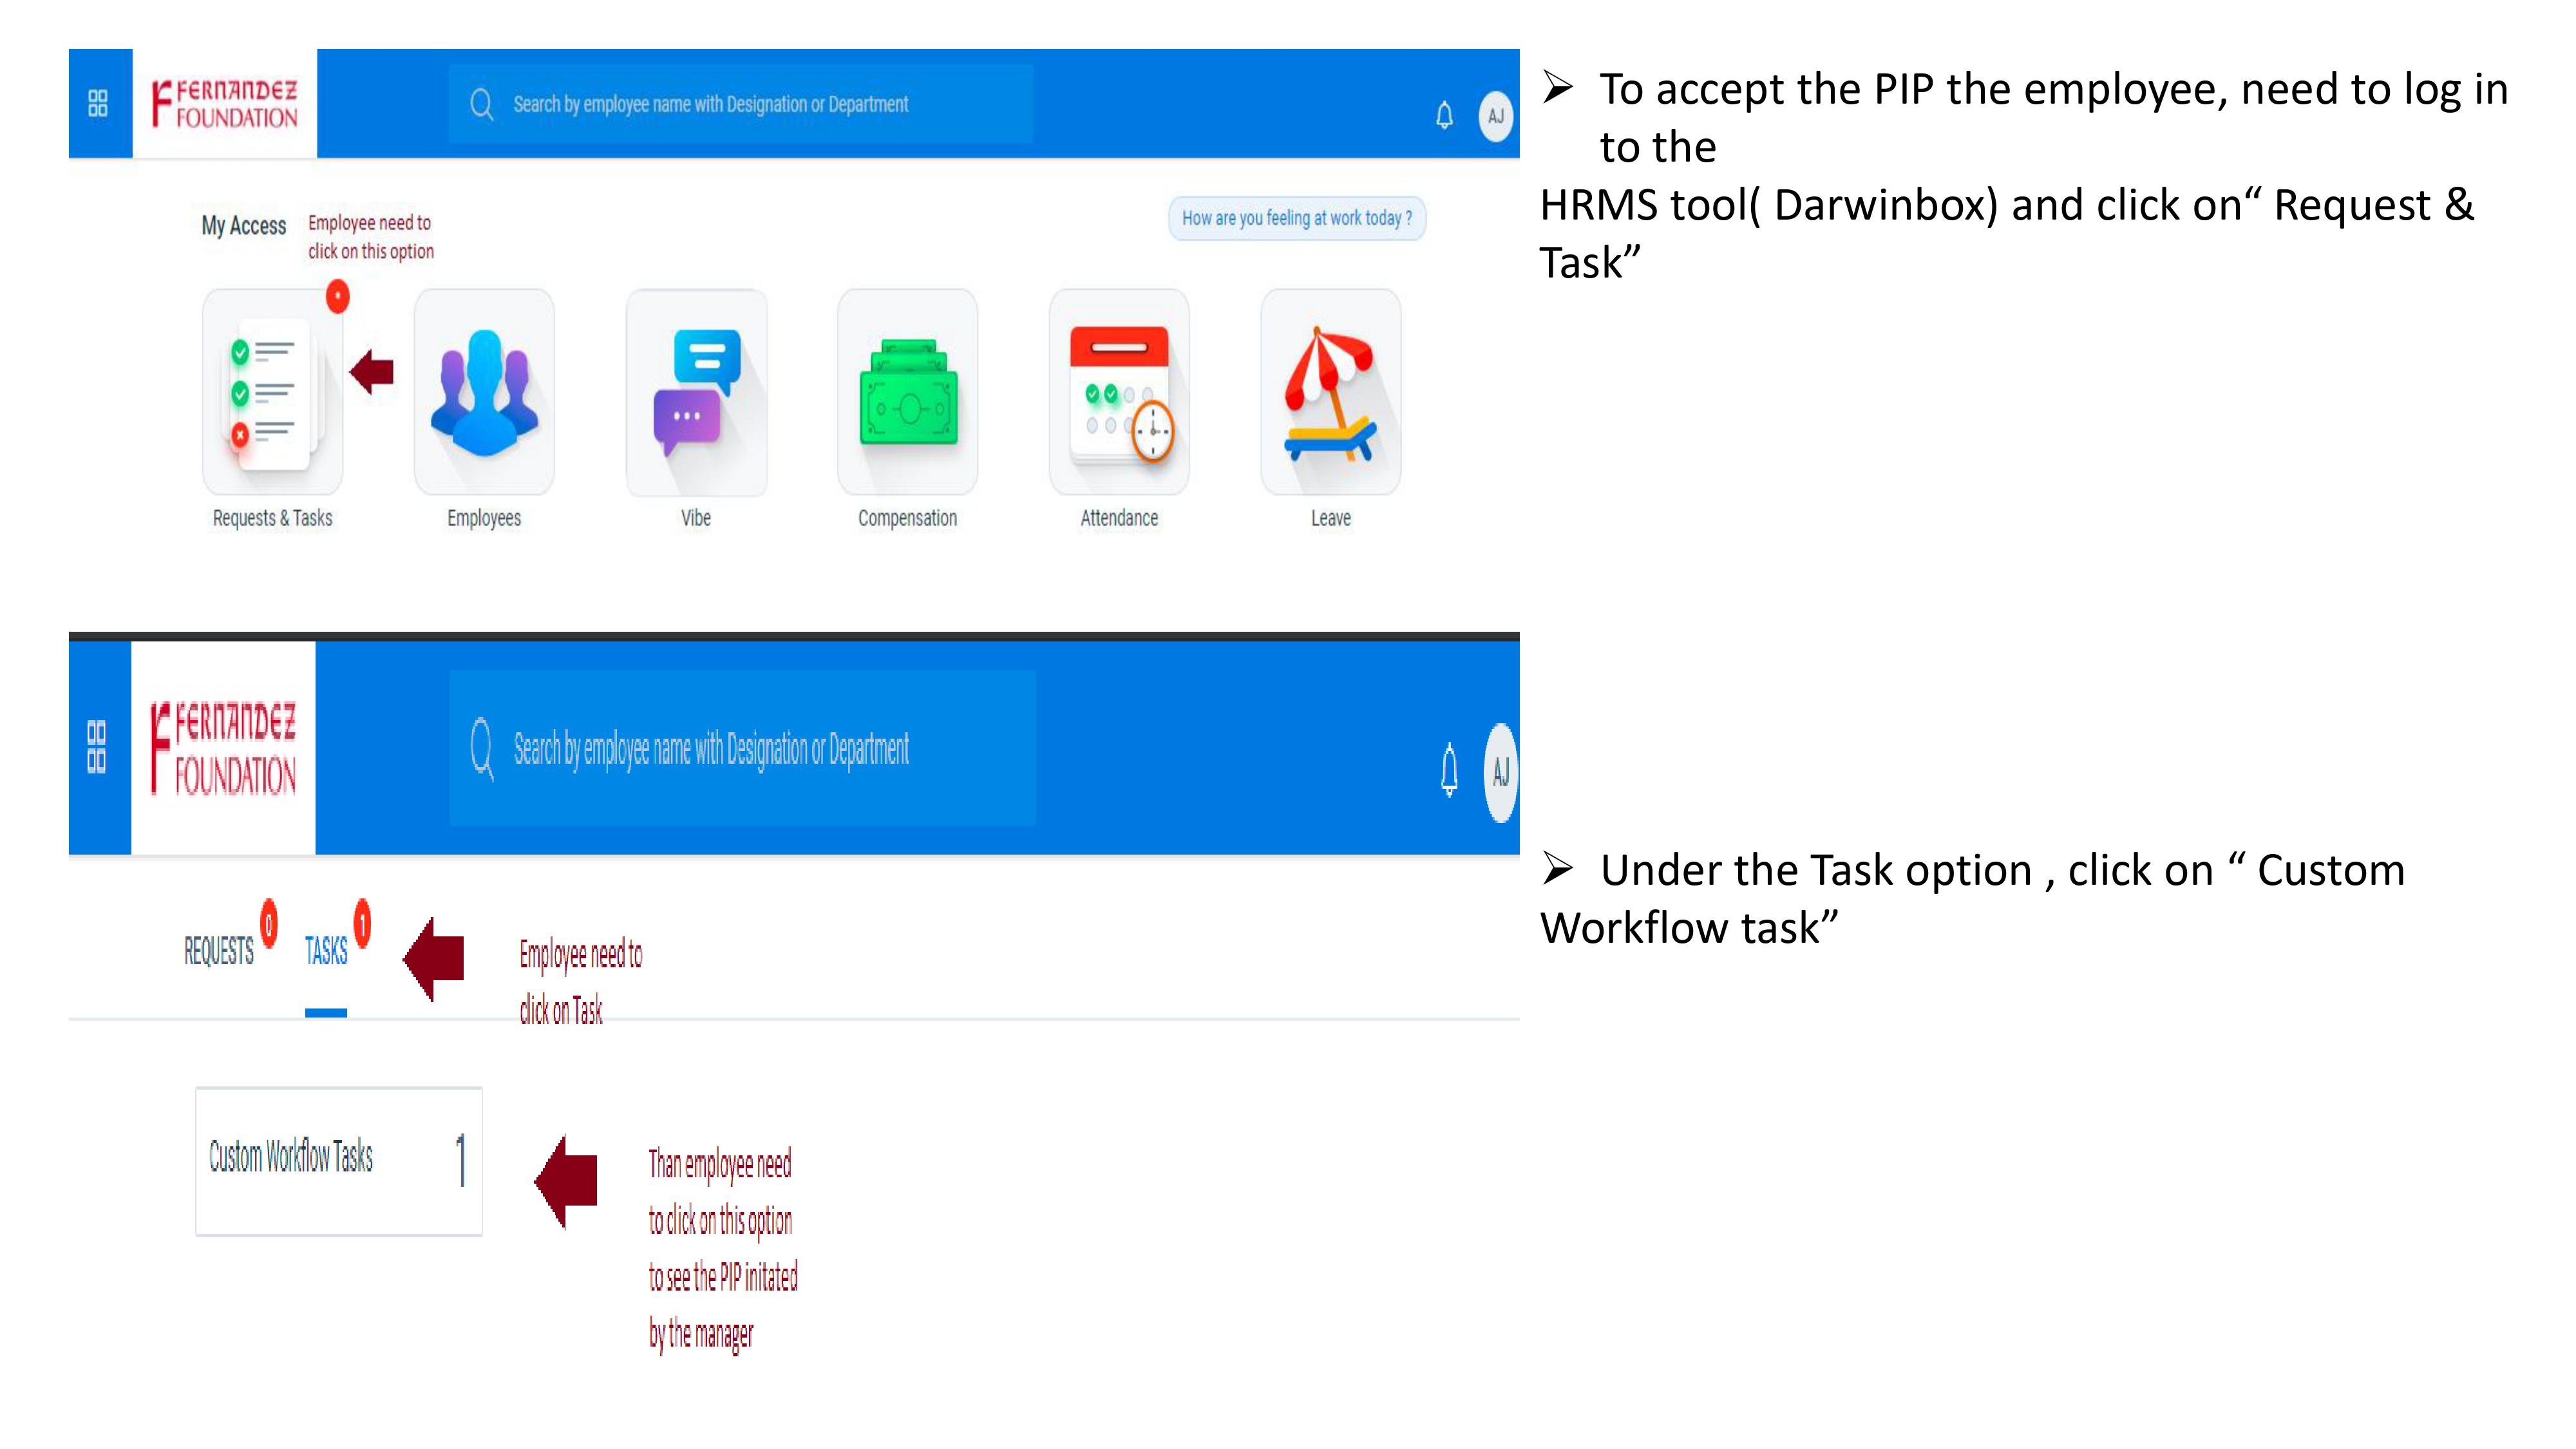 FERNANDEZ
FOUNDATION
Search by employee name with Designation or Department
AJ
My Access
Employee need to
click on this option
How are you feeling at work today ?
Requests & Tasks
Employees
Vibe
Compensation
Attendance
Leave
➢ To accept the PIP the employee, need to log in
to the
HRMS tool( Darwinbox) and click on“ Request &
Task”
FERNANDEZ
FOUNDATION
Search by employee name with Designation or Department
AJ
REQUESTS 0
TASKS 1
Employee need to
click on Task
Custom Workflow Tasks 1
Than employee need
to click on this option
to see the PIP initated
by the manager
➢ Under the Task option , click on “ Custom
Workflow task”